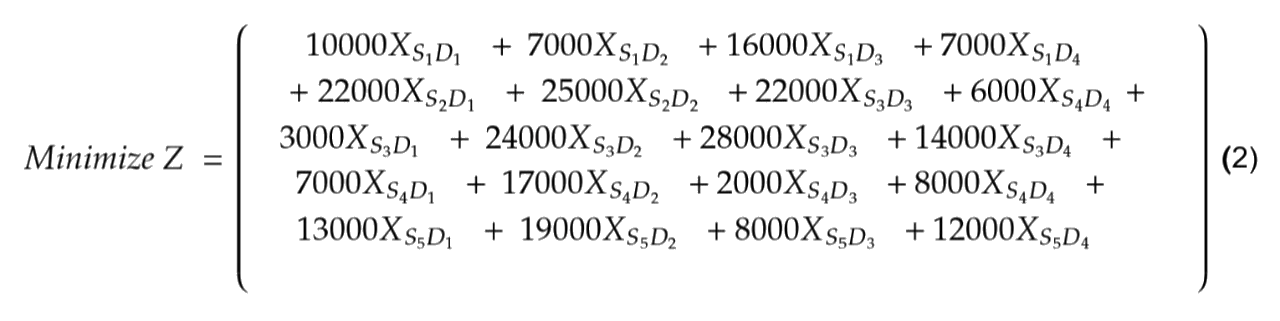 10000X_{S_1D_1} + 7000X_{S_1D_2} + 16000X_{S_1D_3} + 7000X_{S_1D_4}
+ 22000X_{S_2D_1} + 25000X_{S_2D_2} + 22000X_{S_3D_3} + 6000X_{S_4D_4} +
Minimize Z = 3000X_{S_3D_1} + 24000X_{S_3D_2} + 28000X_{S_3D_3} + 14000X_{S_3D_4} + (2)
7000X_{S_4D_1} + 17000X_{S_4D_2} + 2000X_{S_4D_3} + 8000X_{S_4D_4} +
13000X_{S_5D_1} + 19000X_{S_5D_2} + 8000X_{S_5D_3} + 12000X_{S_5D_4}